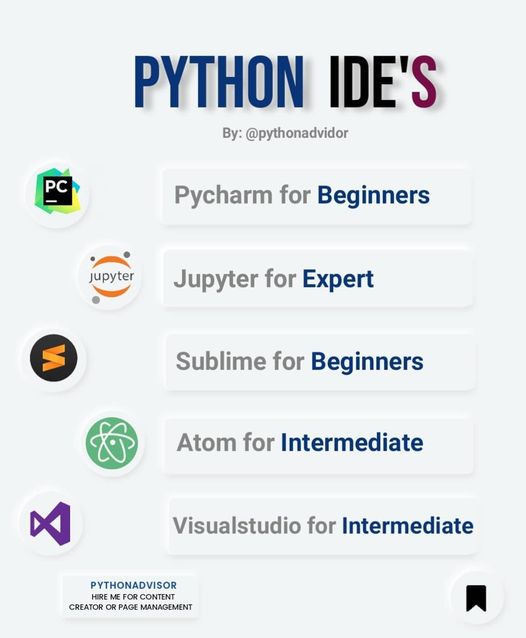 PYTHON IDE'S
By: @pythonadvidor
PC
Pycharm for Beginners
jupyter
Jupyter for Expert
Sublime for Beginners
Atom for Intermediate
Visualstudio for Intermediate
PYTHONADVISOR
HIRE ME FOR CONTENT
CREATOR OR PAGE MANAGEMENT